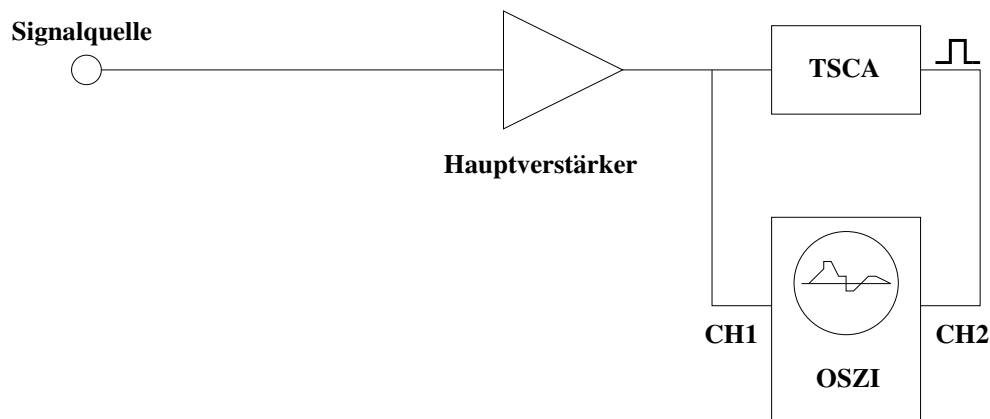 Signalquelle
TSCA
Hauptverstärker
CH1
CH2
OSZI